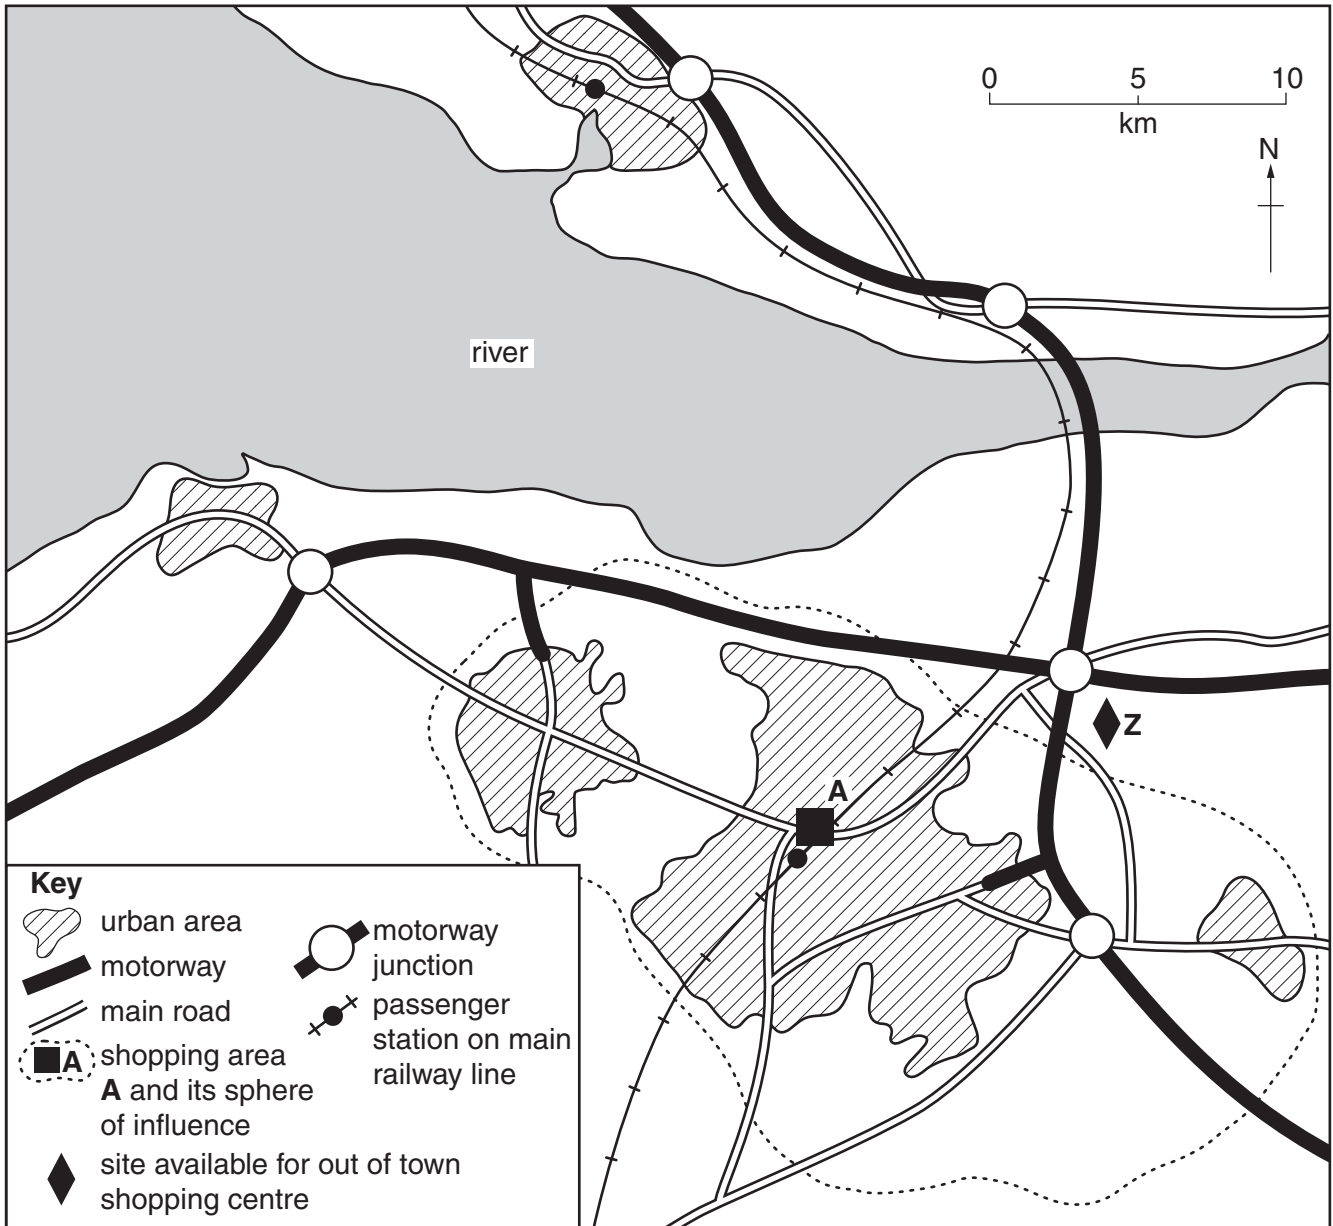 0 5 10
km
N
river
Z
A
Key
urban area
motorway
main road
A shopping area
A and its sphere
of influence
site available for out of town
shopping centre
motorway
junction
passenger
station on main
railway line